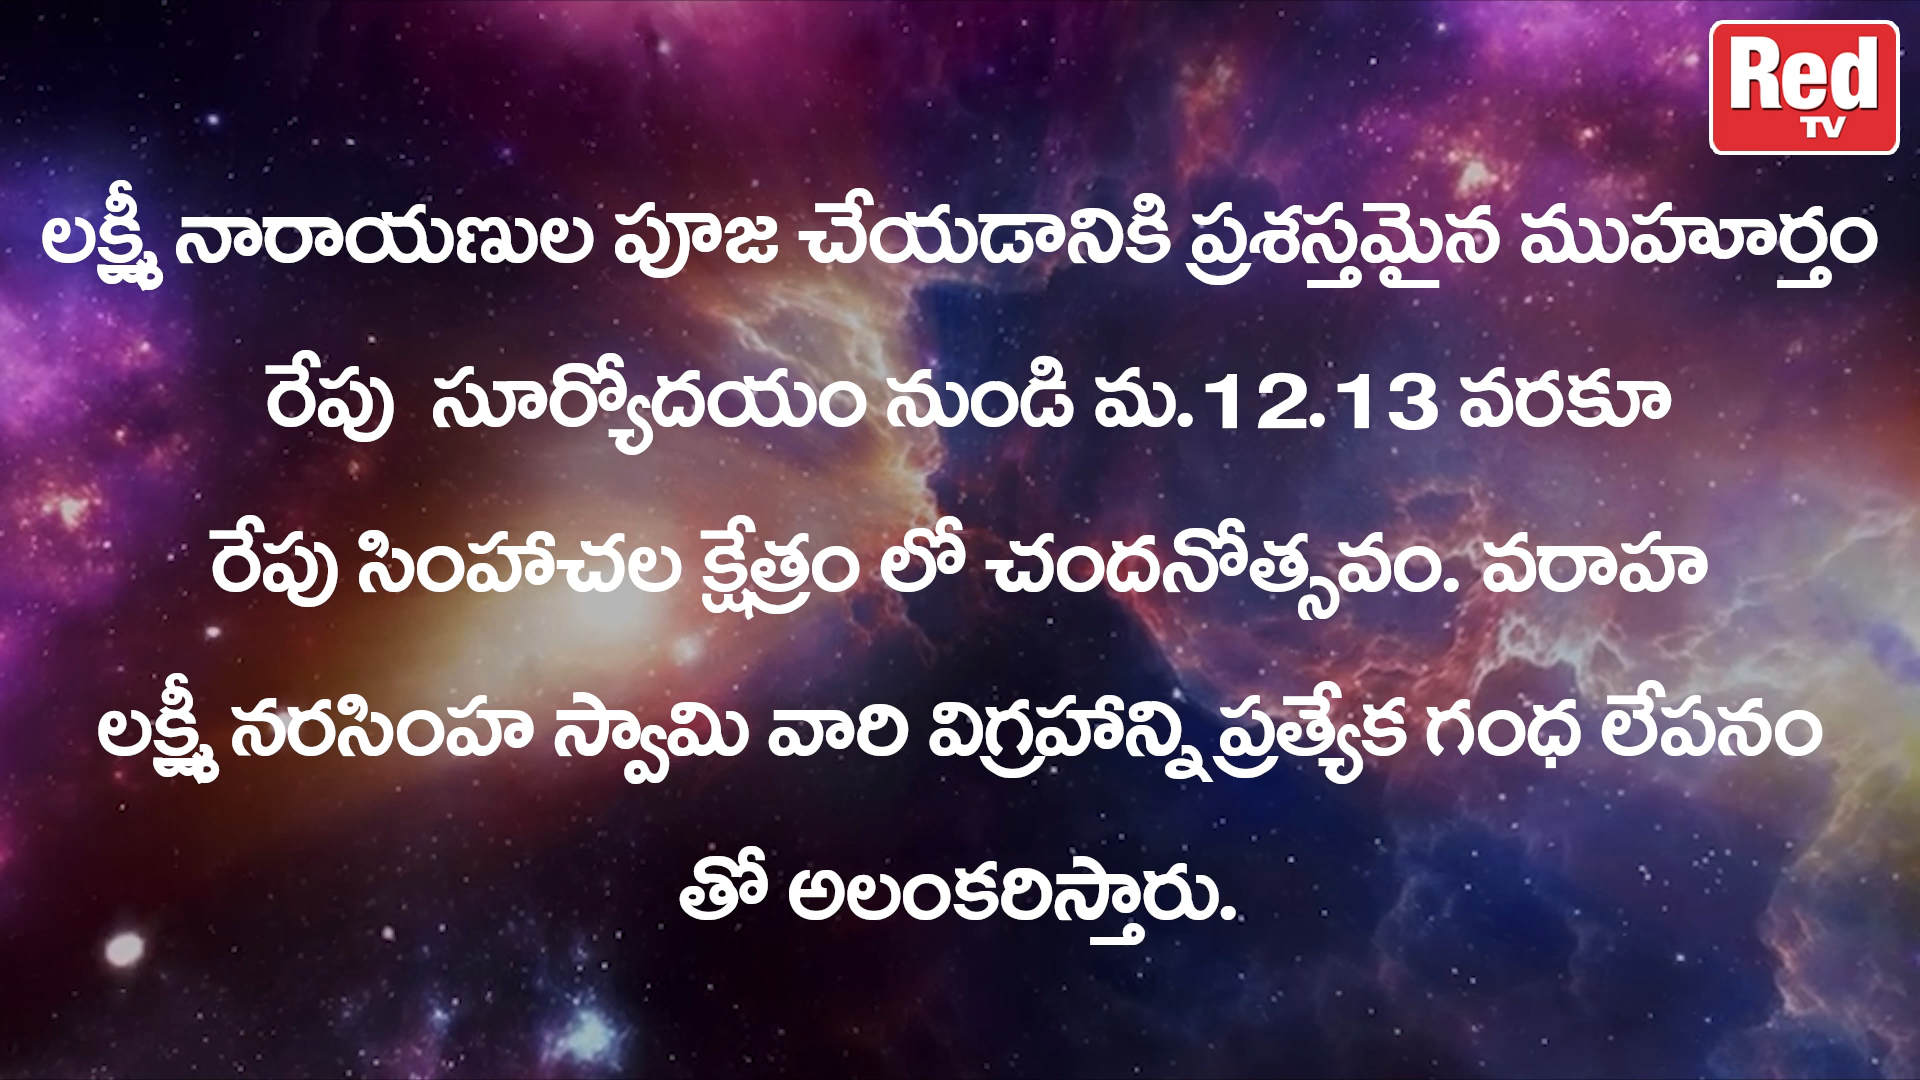 Red
TV
లక్ష్మీ నారాయణుల పూజ చేయడానికి ప్రశస్తమైన ముహూర్తం
రేపు సూర్యోదయం నుండి మ.12.13 వరకూ
రేపు సింహాచల క్షేత్రం లో చందనోత్సవం. వరాహ
లక్ష్మీ నరసింహ స్వామి వారి విగ్రహాన్ని ప్రత్యేక గంధ లేపనం
తో అలంకరిస్తారు.